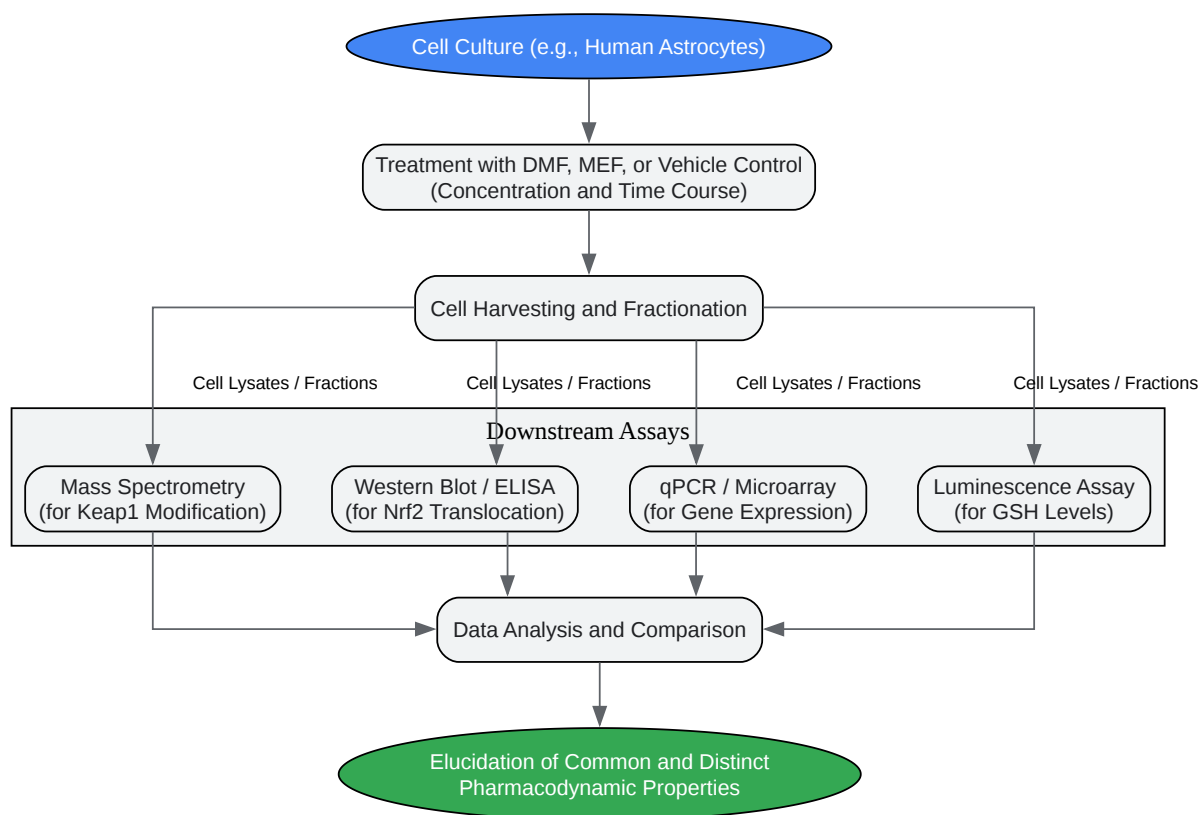 Cell Culture (e.g., Human Astrocytes)
Treatment with DMF, MEF, or Vehicle Control
(Concentration and Time Course)
Cell Harvesting and Fractionation
Cell Lysates / Fractions
Cell Lysates / Fractions
Cell Lysates / Fractions
Cell Lysates / Fractions
Downstream Assays
Mass Spectrometry
(for Keap1 Modification)
Western Blot / ELISA
(for Nrf2 Translocation)
qPCR / Microarray
(for Gene Expression)
Luminescence Assay
(for GSH Levels)
Data Analysis and Comparison
Elucidation of Common and Distinct
Pharmacodynamic Properties